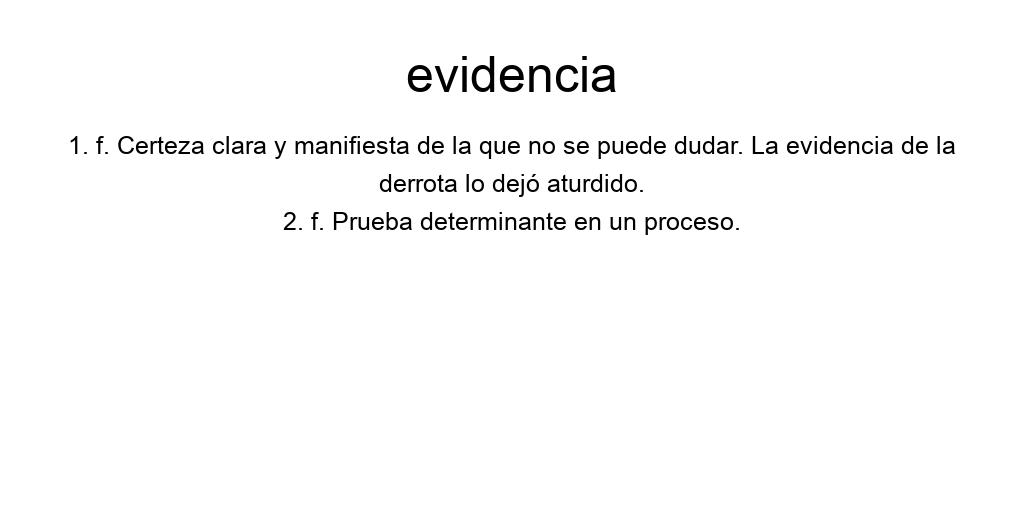 evidencia
1. f. Certeza clara y manifiesta de la que no se puede dudar. La evidencia de la
derrota lo dejó aturdido.
2. f. Prueba determinante en un proceso.